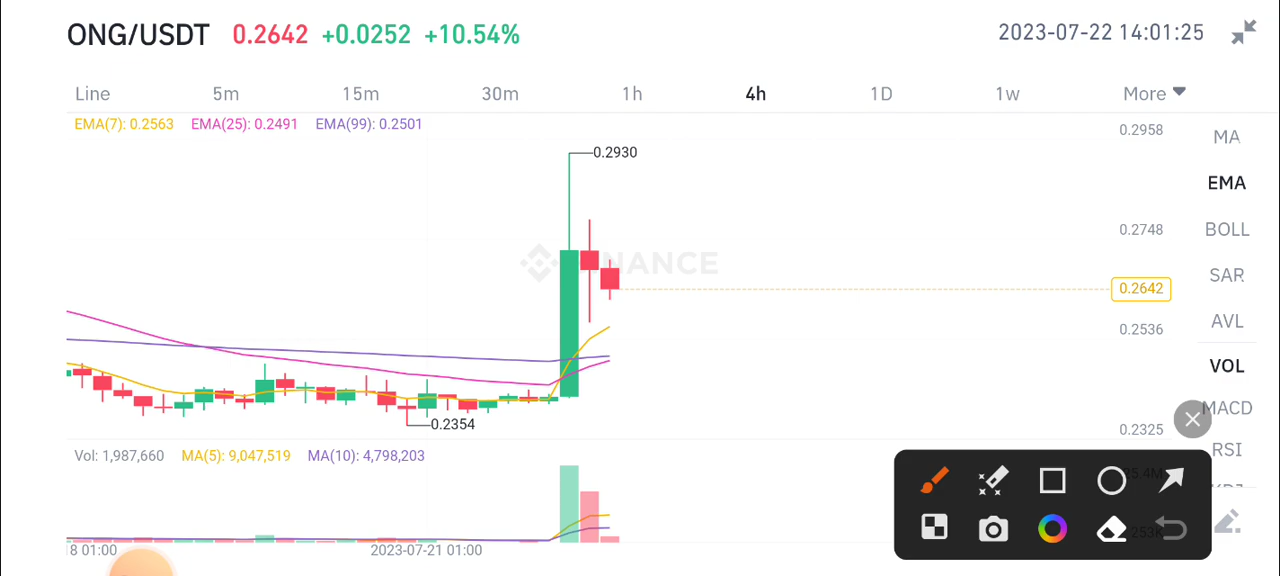 ONG/USDT 0.2642 +0.0252 +10.54% 2023-07-22 14:01:25
Line 5m 15m 30m 1h 4h 1D 1w More
EMA(7): 0.2563 EMA(25): 0.2491 EMA(99): 0.2501
0.2958
MA
0.2930
EMA
0.2748
BOLL
BINANCE
SAR
0.2642
AVL
0.2536
VOL
MACD
0.2354
0.2325
RSI
Vol: 1,987,660 MA(5): 9,047,519 MA(10): 4,798,203
2023-07-21 01:00
8 01:00